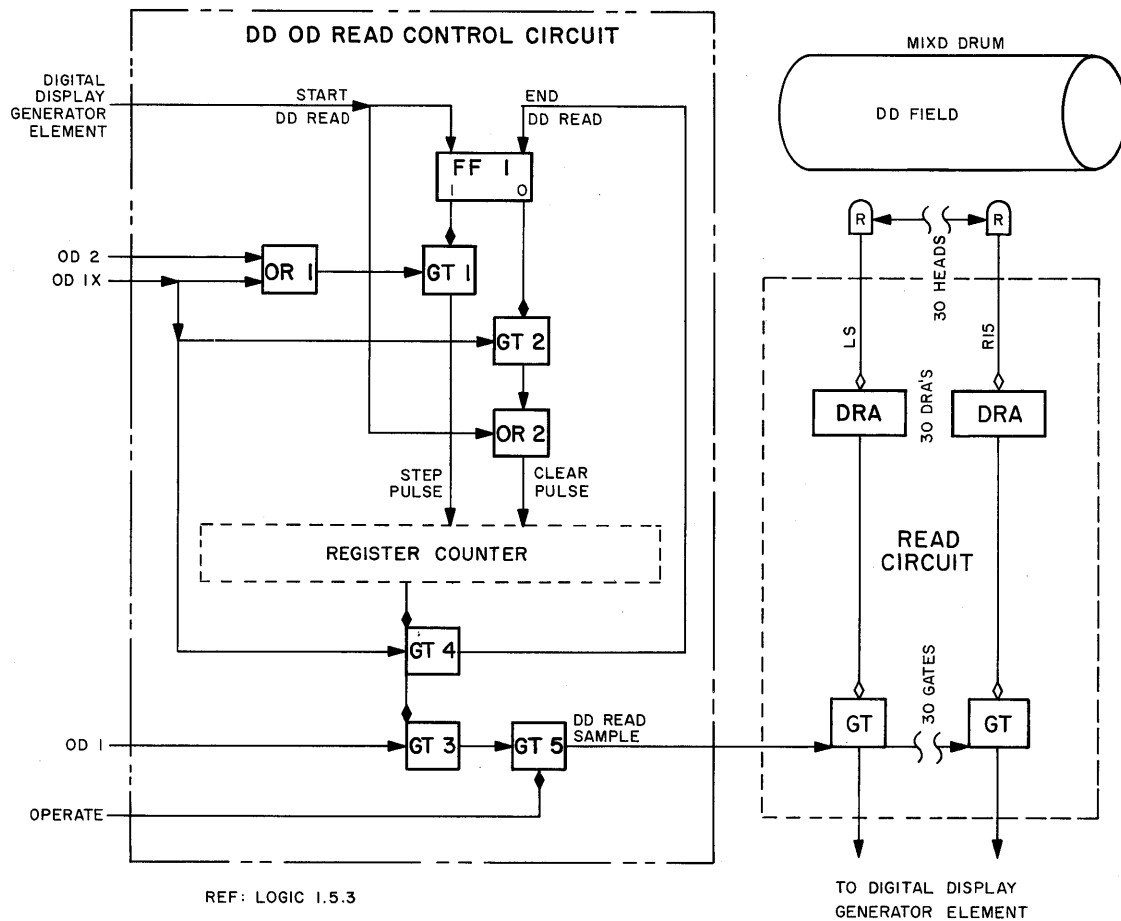 DD OD READ CONTROL CIRCUIT
DIGITAL
DISPLAY
GENERATOR
ELEMENT
START
DD READ
END
DD READ
FF 1
1 0
OD 2
OD 1X
OR 1
GT 1
GT 2
OR 2
STEP
PULSE
CLEAR
PULSE
REGISTER COUNTER
GT 4
OD 1
GT 3
GT 5
DD READ
SAMPLE
OPERATE
REF: LOGIC 1.5.3
MIXD DRUM
DD FIELD
R
R
30 HEADS
LS
R15
DRA
30 DRA'S
DRA
READ
CIRCUIT
30 GATES
GT
GT
TO DIGITAL DISPLAY
GENERATOR ELEMENT